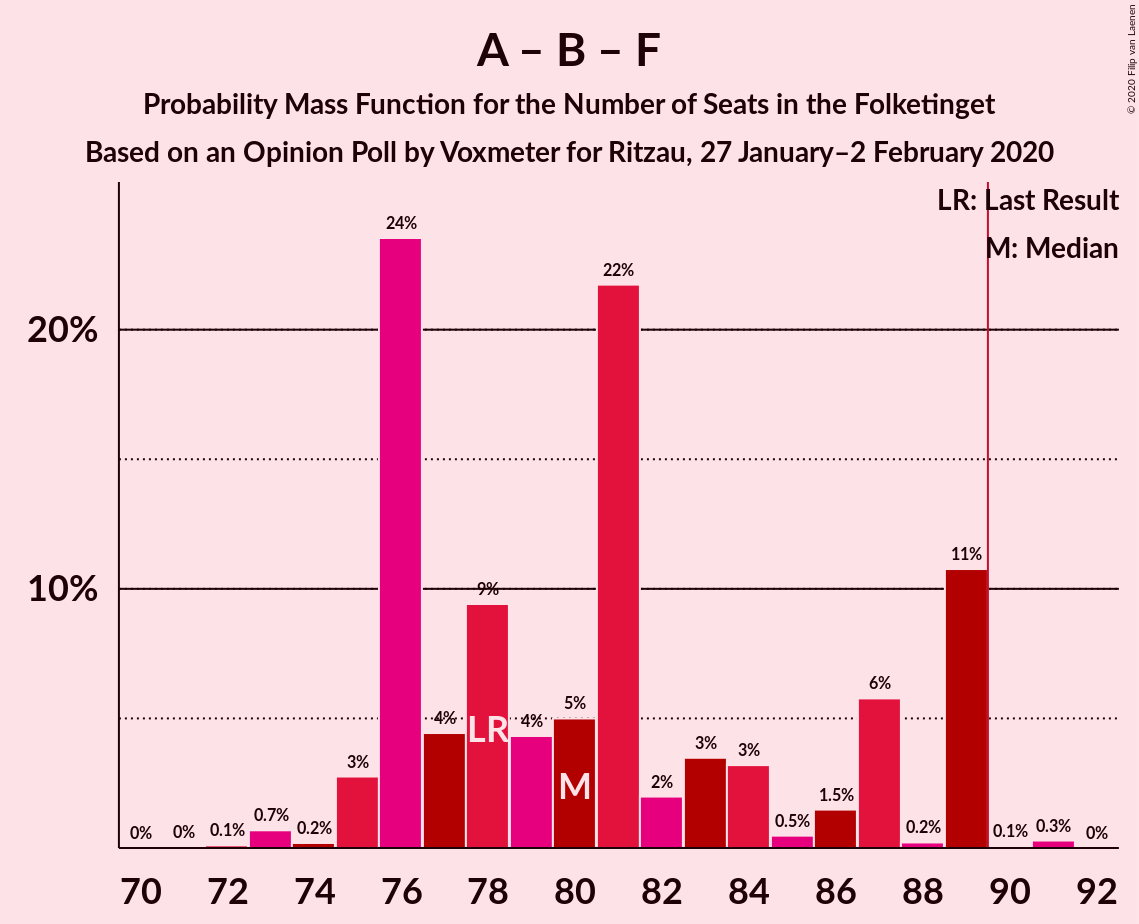 A – B – F
Probability Mass Function for the Number of Seats in the Folketinget
Based on an Opinion Poll by Voxmeter for Ritzau, 27 January–2 February 2020
© 2020 Filip van Laenen
LR: Last Result
M: Median
20%
10%
0%
0%
0.1%
0.7%
0.2%
3%
24%
4%
9%
4%
5%
22%
2%
3%
3%
0.5%
1.5%
6%
0.2%
11%
0.1%
0.3%
0%
LR
M
70 72 74 76 78 80 82 84 86 88 90 92